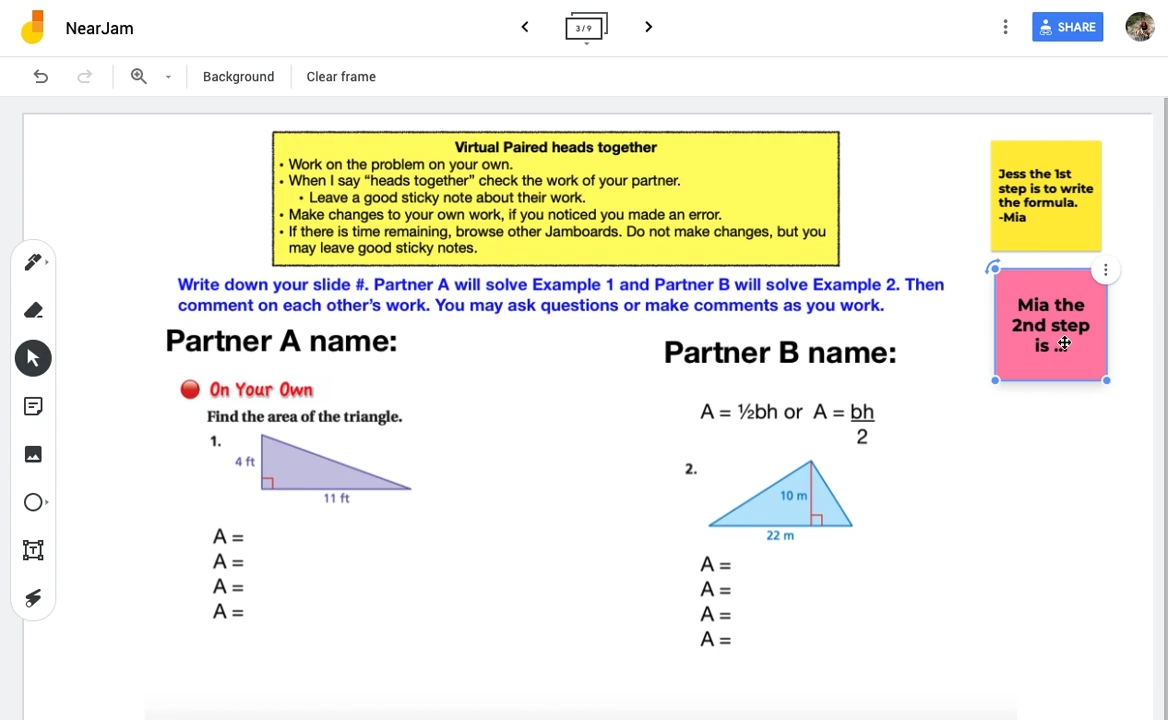 NearJam
3 / 9
SHARE
Background
Clear frame
Virtual Paired heads together
• Work on the problem on your own.
• When I say “heads together” check the work of your partner.
• Leave a good sticky note about their work.
• Make changes to your own work, if you noticed you made an error.
• If there is time remaining, browse other Jamboards. Do not make changes, but you
may leave good sticky notes.
Jess the 1st
step is to write
the formula.
-Mia
Mia the
2nd step
is ...
Write down your slide #. Partner A will solve Example 1 and Partner B will solve Example 2. Then
comment on each other’s work. You may ask questions or make comments as you work.
Partner A name:
On Your Own
Find the area of the triangle.
1.
4 ft
11 ft
A =
A =
A =
A =
Partner B name:
A = ½bh or A = bh
2
2.
10 m
22 m
A =
A =
A =
A =